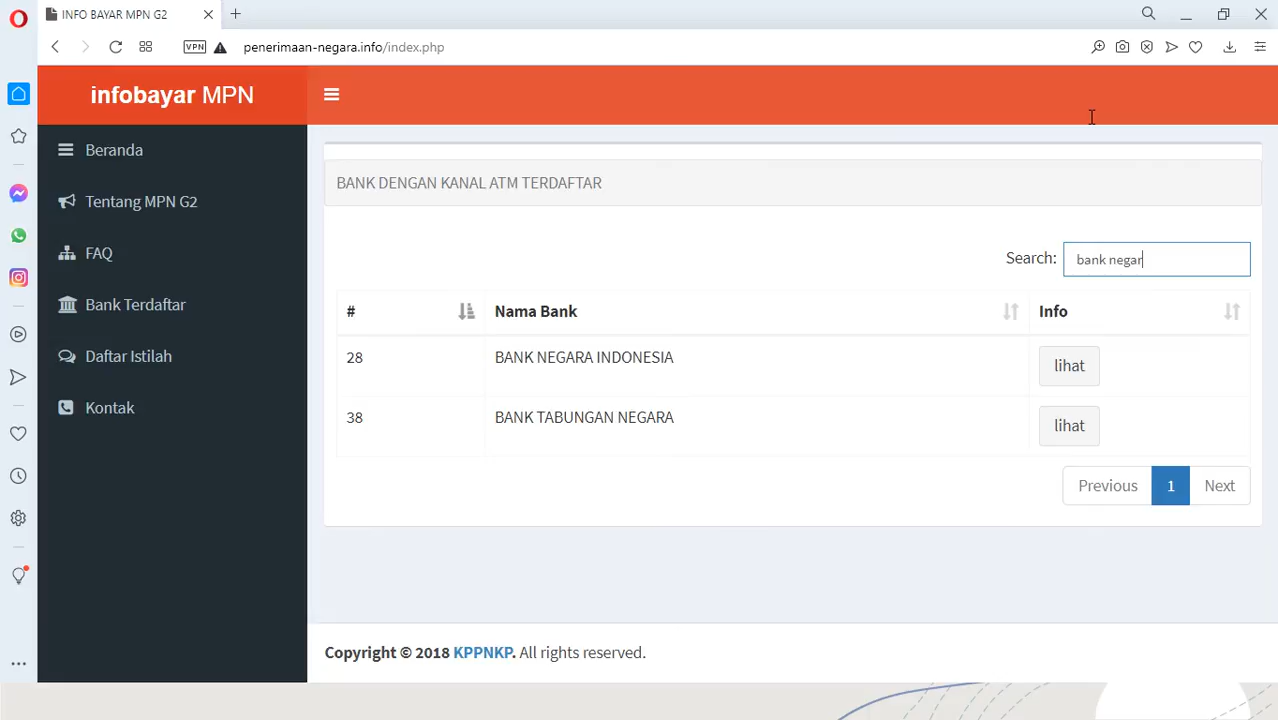 INFO BAYAR MPN G2
VPN
penerimaan-negara.info/index.php
infobayar MPN
Beranda
Tentang MPN G2
FAQ
Bank Terdaftar
Daftar Istilah
Kontak
BANK DENGAN KANAL ATM TERDAFTAR
Search: bank negar
# Nama Bank Info
28 BANK NEGARA INDONESIA lihat
38 BANK TABUNGAN NEGARA lihat
Previous 1 Next
Copyright © 2018 KPPNKP. All rights reserved.